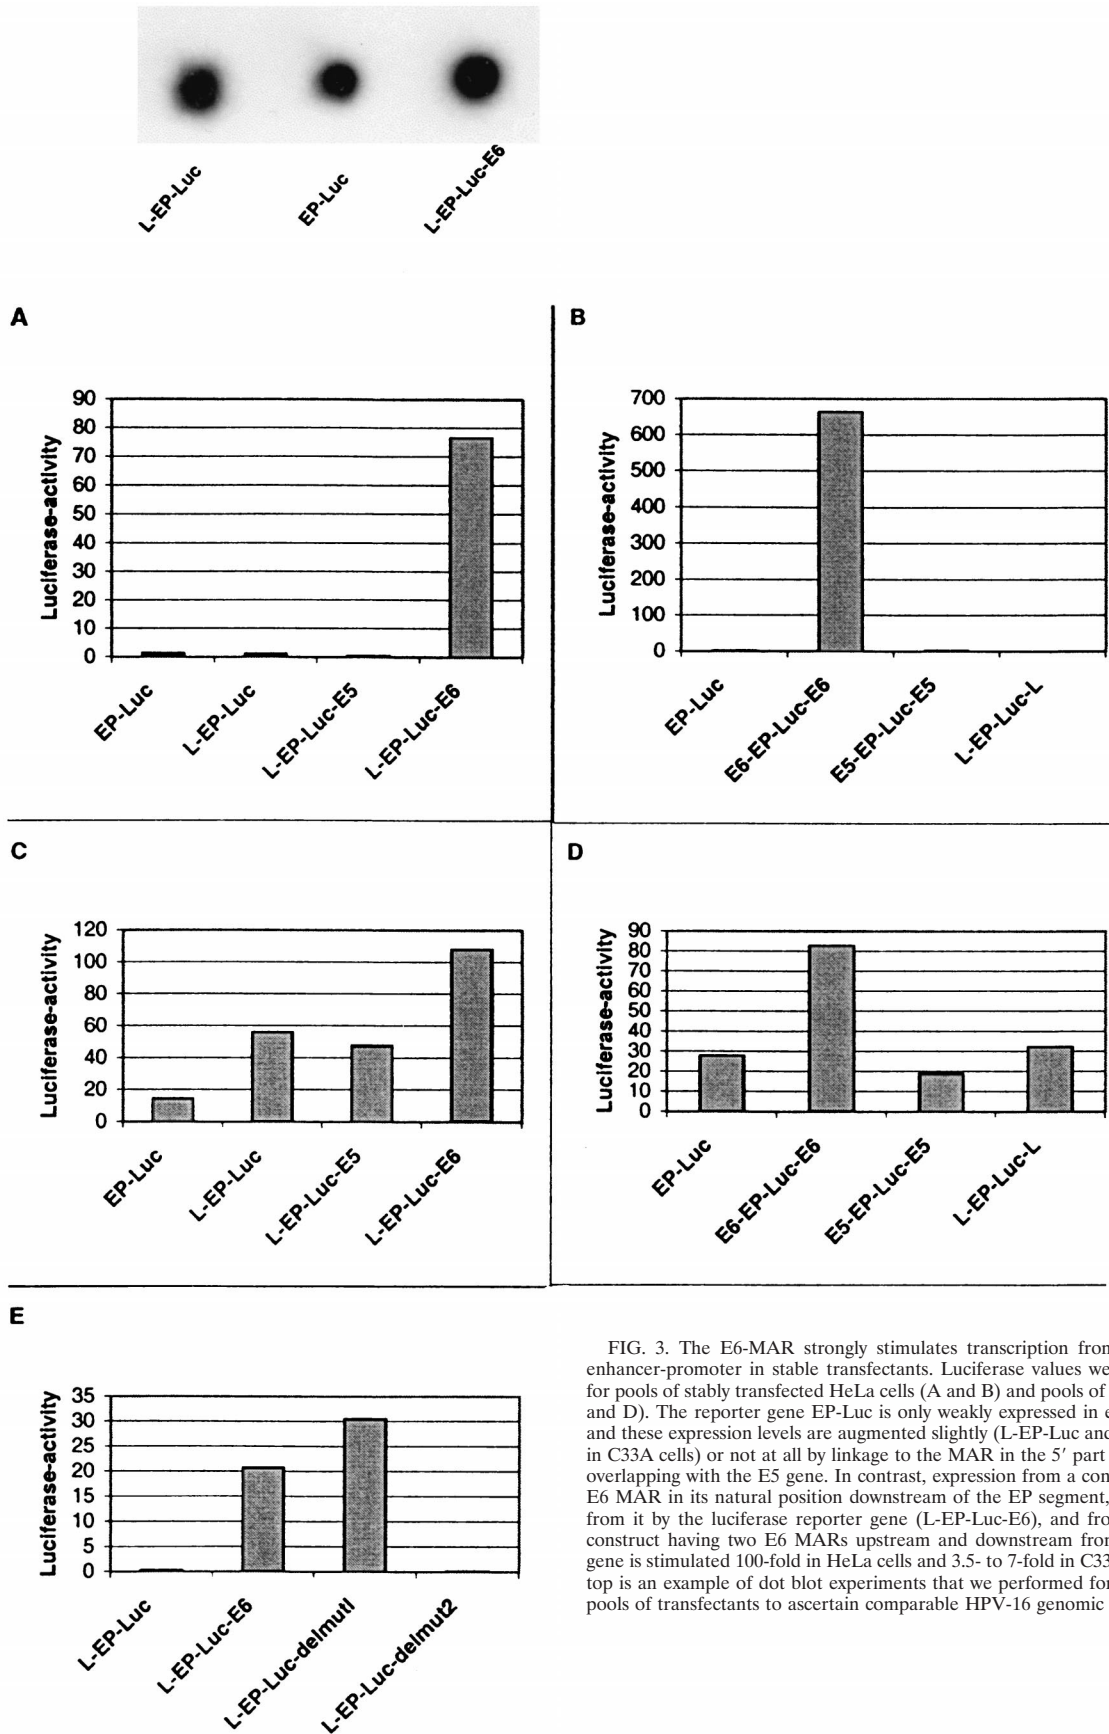 L-EP-Luc
EP-Luc
L-EP-Luc-E6
A
Luciferase-activity
90
80
70
60
50
40
30
20
10
0
EP-Luc
L-EP-Luc
L-EP-Luc-E5
L-EP-Luc-E6
B
Luciferase-activity
700
600
500
400
300
200
100
0
EP-Luc
E6-EP-Luc-E6
E5-EP-Luc-E5
L-EP-Luc-L
C
Luciferase-activity
120
100
80
60
40
20
0
EP-Luc
L-EP-Luc
L-EP-Luc-E5
L-EP-Luc-E6
D
Luciferase-activity
90
80
70
60
50
40
30
20
10
0
EP-Luc
E6-EP-Luc-E6
E5-EP-Luc-E5
L-EP-Luc-L
E
Luciferase-activity
35
30
25
20
15
10
5
0
L-EP-Luc
L-EP-Luc-E6
L-EP-Luc-delmut1
L-EP-Luc-delmut2
FIG. 3. The E6-MAR strongly stimulates transcription from
enhancer-promoter in stable transfectants. Luciferase values we
for pools of stably transfected HeLa cells (A and B) and pools of
and D). The reporter gene EP-Luc is only weakly expressed in e
and these expression levels are augmented slightly (L-EP-Luc and
in C33A cells) or not at all by linkage to the MAR in the 5′ part
overlapping with the E5 gene. In contrast, expression from a con
E6 MAR in its natural position downstream of the EP segment,
from it by the luciferase reporter gene (L-EP-Luc-E6), and fro
construct having two E6 MARs upstream and downstream from
gene is stimulated 100-fold in HeLa cells and 3.5- to 7-fold in C33
top is an example of dot blot experiments that we performed for
pools of transfectants to ascertain comparable HPV-16 genomic